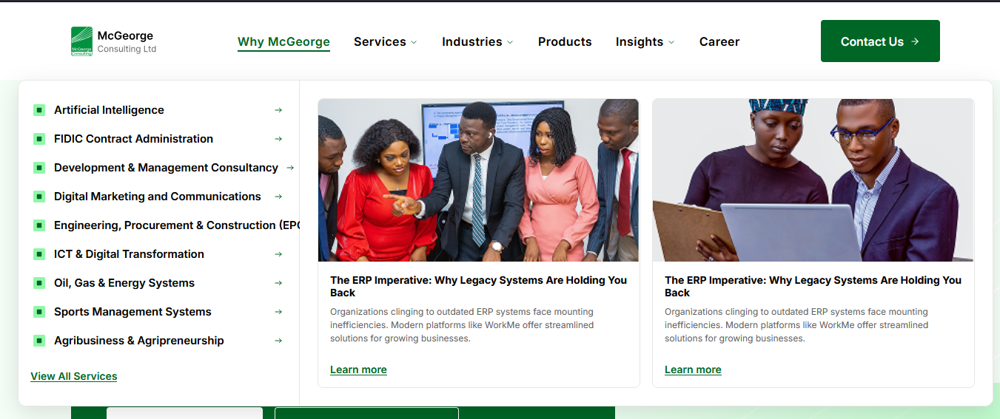 McGeorge
Consulting Ltd
McGeorge
Consulting
Why McGeorge
Services
Industries
Products
Insights
Career
Contact Us
Artificial Intelligence
FIDIC Contract Administration
Development & Management Consultancy
Digital Marketing and Communications
Engineering, Procurement & Construction (EPC
ICT & Digital Transformation
Oil, Gas & Energy Systems
Sports Management Systems
Agribusiness & Agripreneurship
View All Services
The ERP Imperative: Why Legacy Systems Are Holding You
Back
Organizations clinging to outdated ERP systems face mounting
inefficiencies. Modern platforms like WorkMe offer streamlined
solutions for growing businesses.
Learn more
The ERP Imperative: Why Legacy Systems Are Holding You
Back
Organizations clinging to outdated ERP systems face mounting
inefficiencies. Modern platforms like WorkMe offer streamlined
solutions for growing businesses.
Learn more